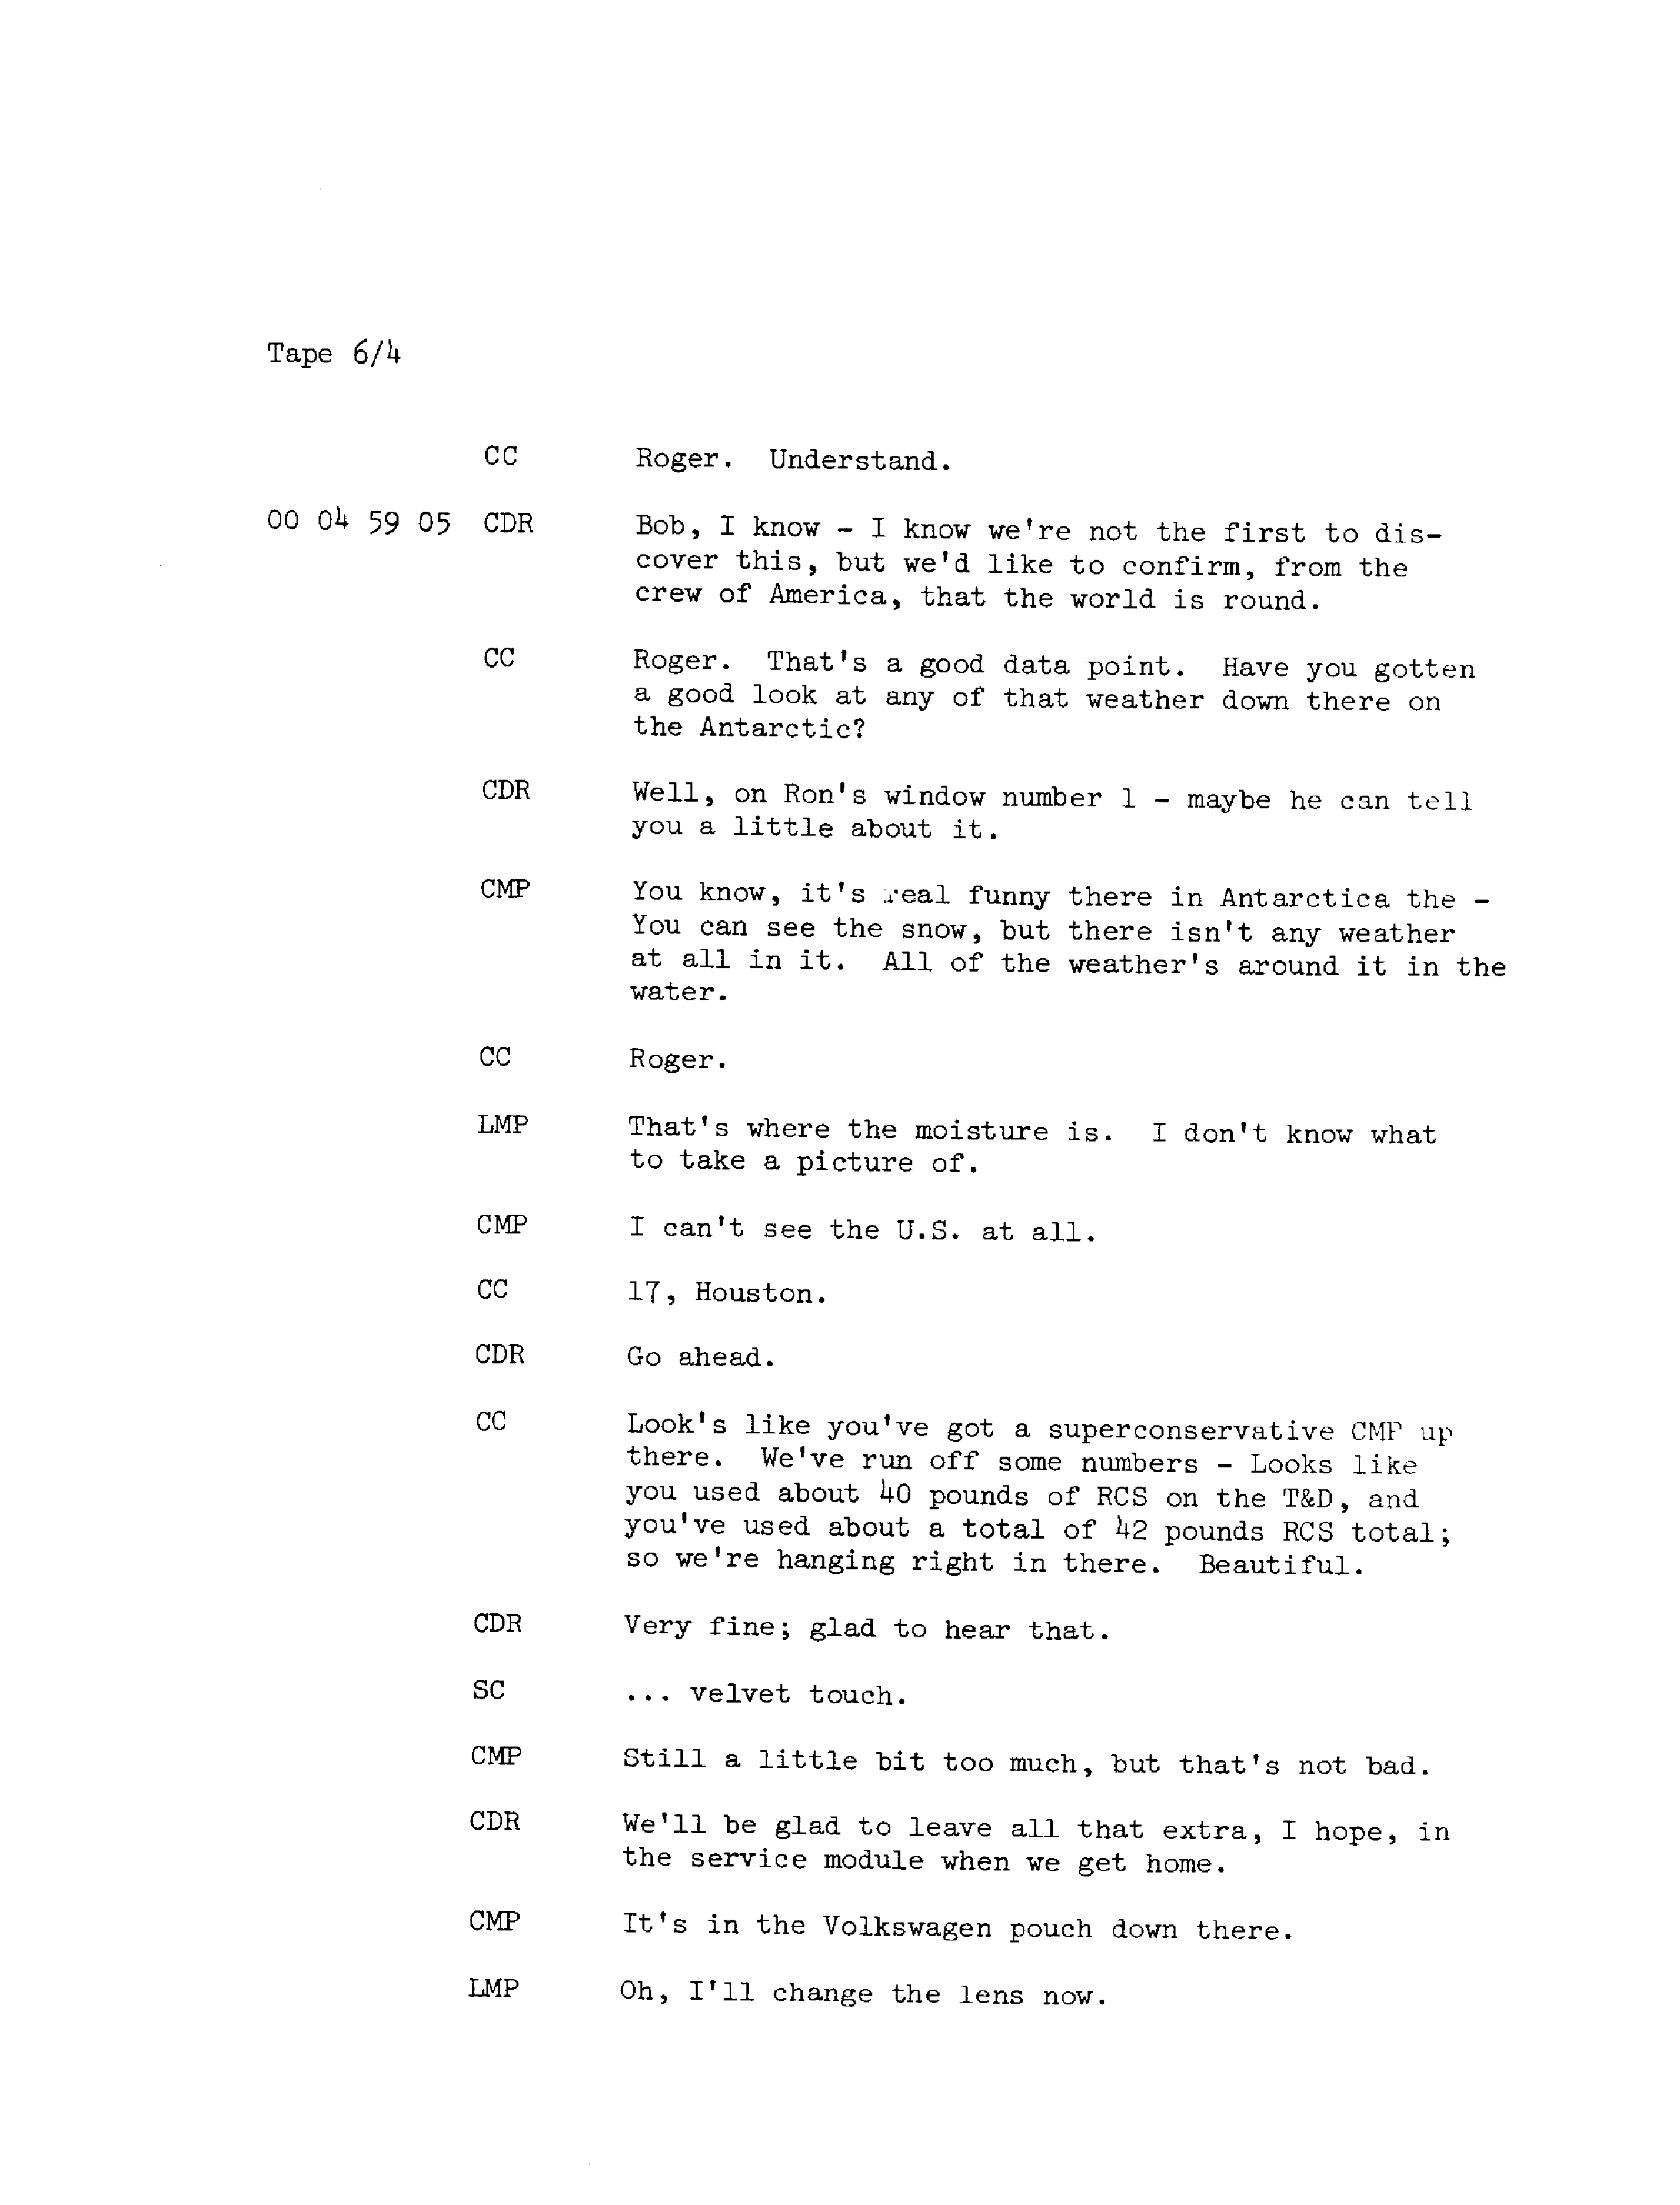 Tape 6/4
CC Roger. Understand.
00 04 59 05 CDR Bob, I know - I know we're not the first to dis-
cover this, but we'd like to confirm, from the
crew of America, that the world is round.
CC Roger. That's a good data point. Have you gotten
a good look at any of that weather down there on
the Antarctic?
CDR Well, on Ron's window number 1 - maybe he can tell
you a little about it.
CMP You know, it's real funny there in Antarctica the -
You can see the snow, but there isn't any weather
at all in it. All of the weather's around it in the
water.
CC Roger.
LMP That's where the moisture is. I don't know what
to take a picture of.
CMP I can't see the U.S. at all.
CC 17, Houston.
CDR Go ahead.
CC Look's like you've got a superconservative CMP up
there. We've run off some numbers - Looks like
you used about 40 pounds of RCS on the T&D, and
you've used about a total of 42 pounds RCS total;
so we're hanging right in there. Beautiful.
CDR Very fine; glad to hear that.
SC ... velvet touch.
CMP Still a little bit too much, but that's not bad.
CDR We'll be glad to leave all that extra, I hope, in
the service module when we get home.
CMP It's in the Volkswagen pouch down there.
LMP Oh, I'll change the lens now.